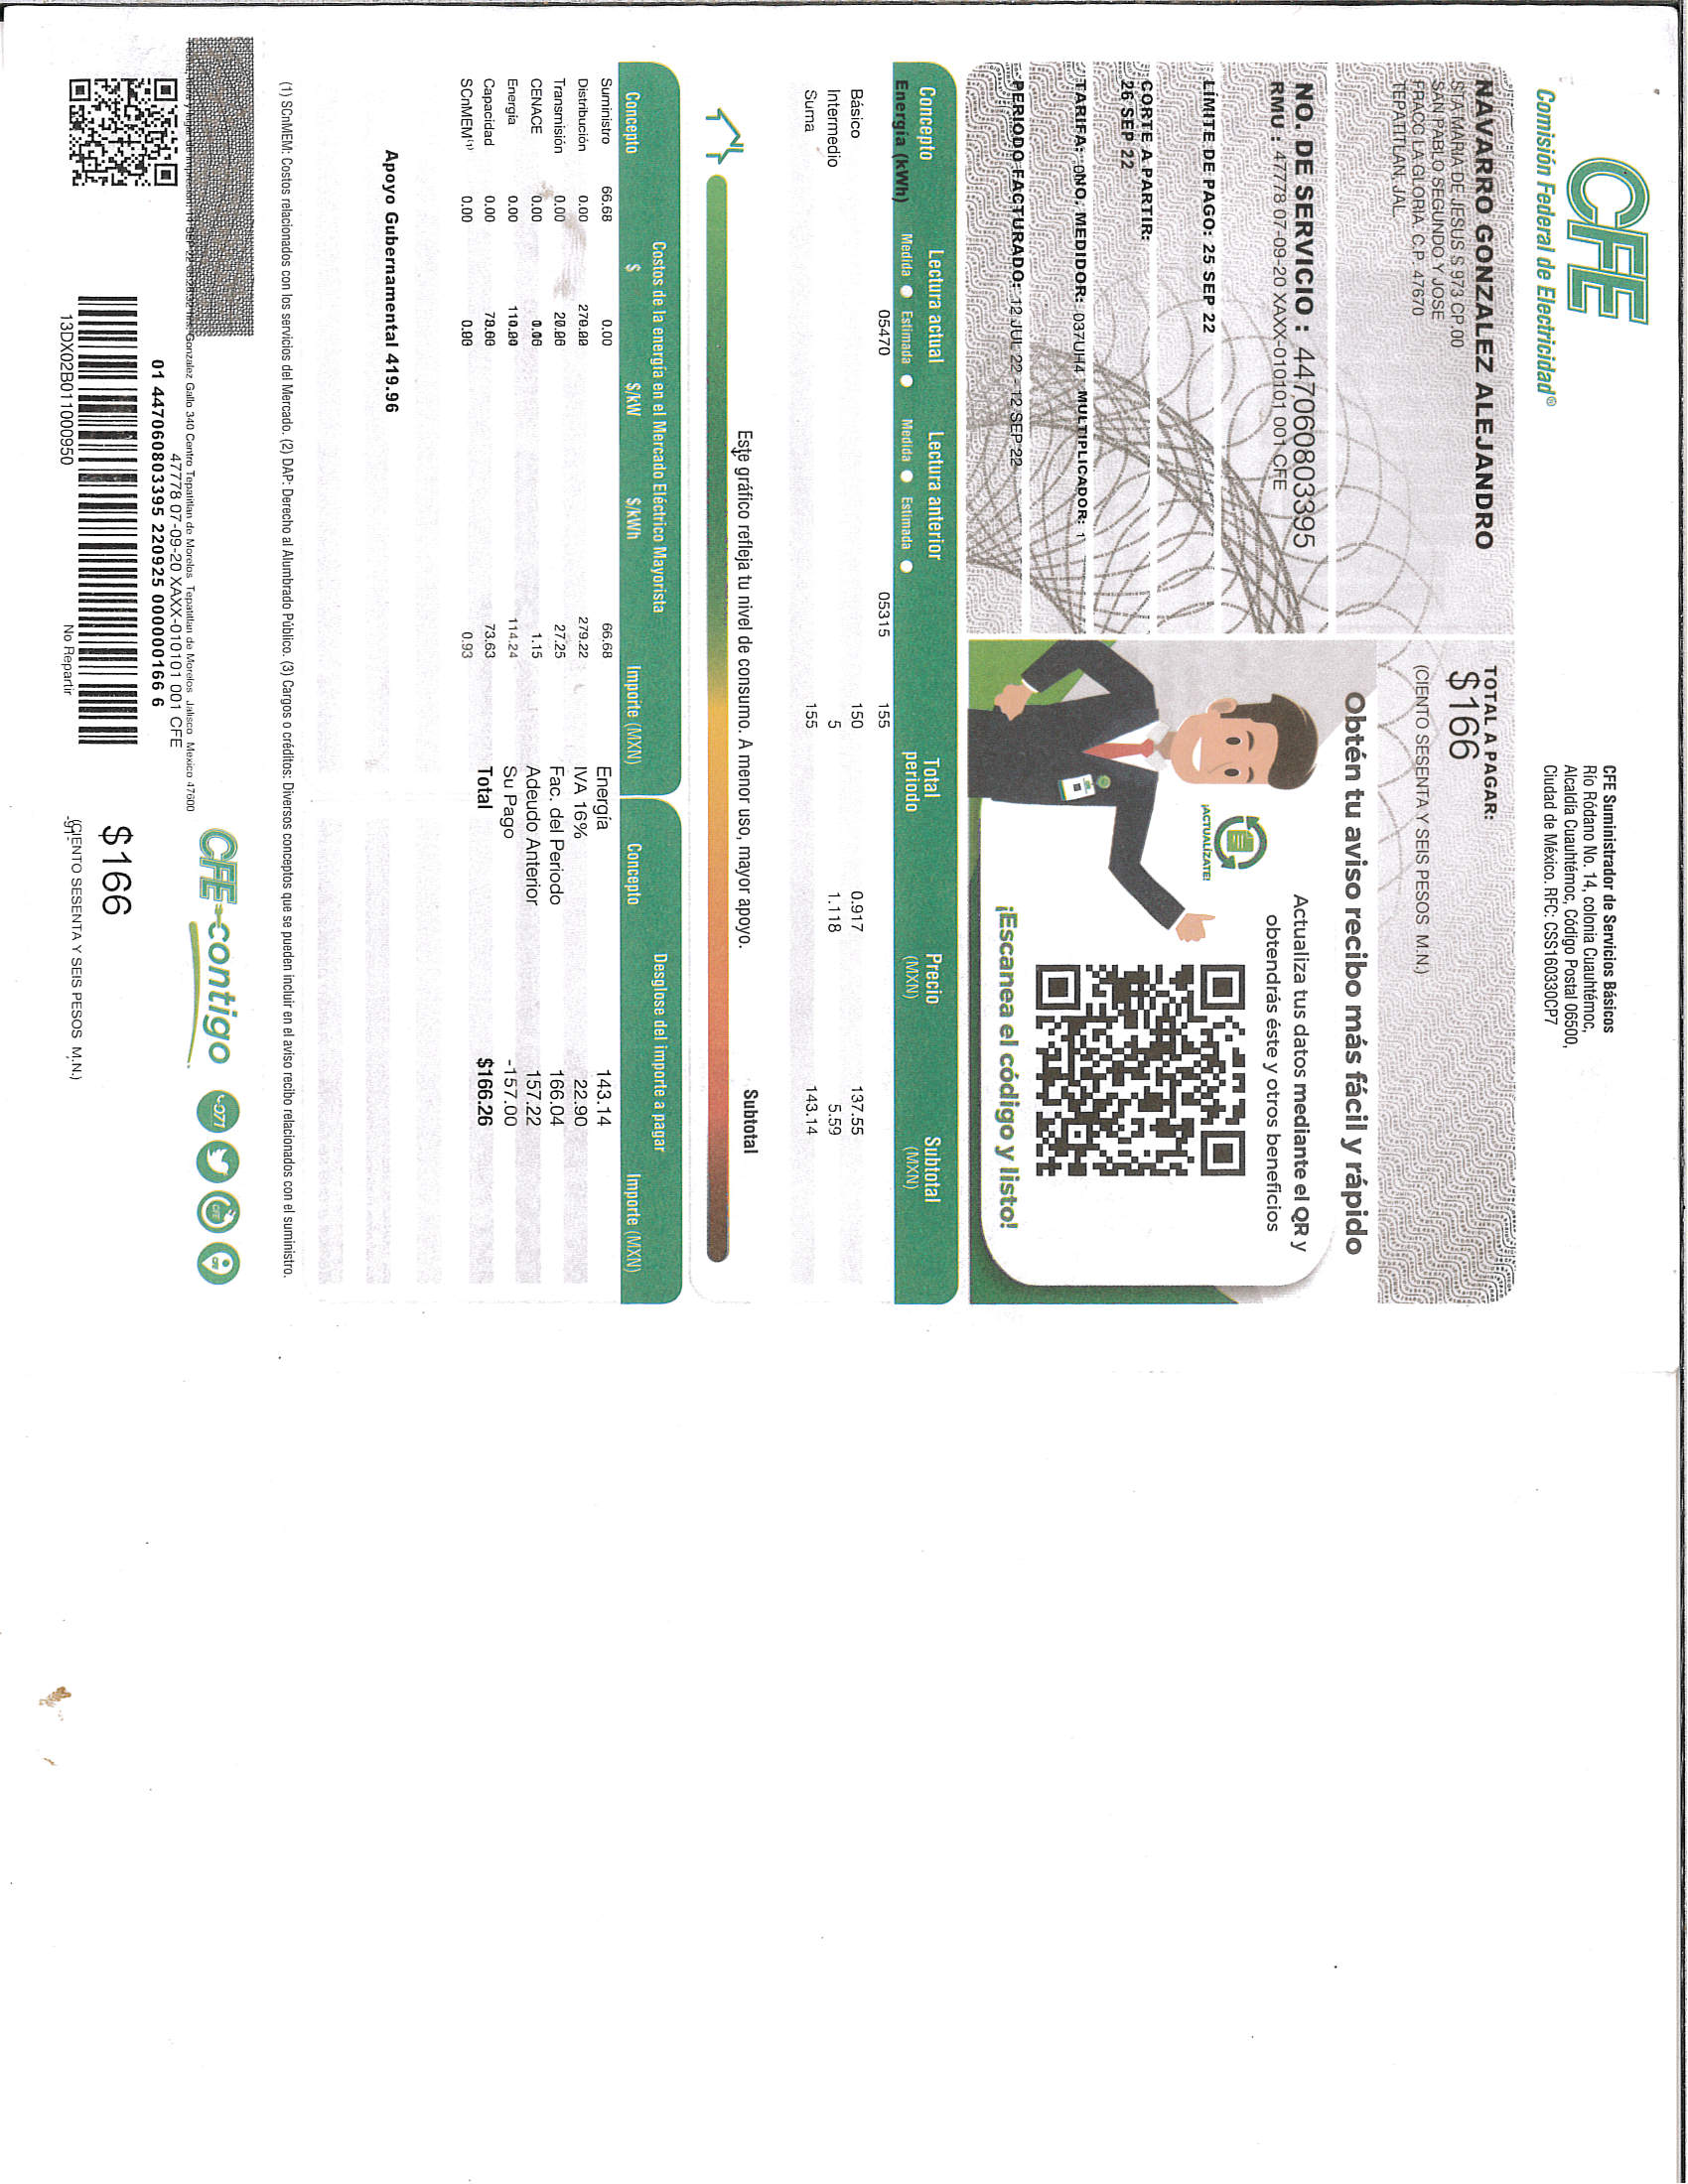 CFE
Comisión Federal de Electricidad®
CFE Suministrador de Servicios Básicos
Río Ródano No. 14, colonia Cuauhtémoc,
Alcaldía Cuauhtémoc, Código Postal 06500,
Ciudad de México. RFC: CSS160330CP7
NAVARRO GONZALEZ ALEJANDRO
STA MARIA DE JESUS S 973 CP.00
SAN PABLO SEGUNDO Y JOSE
FRACC LA GLORIA. C.P. 47670
TEPATITLAN, JAL.
TOTAL A PAGAR:
$166
(CIENTO SESENTA Y SEIS PESOS M.N.)
NO. DE SERVICIO : 447060803395
RMU : 47778 07-09-20 XAXX-010101 001 CFE
LÍMITE DE PAGO: 25 SEP 22
CORTE A PARTIR:
26 SEP 22
TARIFA: NO. MEDIDOR: 037UH4 MULTIPLICADOR: 1
PERIODO FACTURADO: 12 JUL 22 - 12 SEP 22
Obtén tu aviso recibo más fácil y rápido
Actualiza tus datos mediante el QR y
obtendrás éste y otros beneficios
¡ACTUALÍZATE!
¡Escanea el código y listo!
Concepto Lectura actual Lectura anterior Total periodo Precio (MXN) Subtotal (MXN)
Energía (kWh) Medida Estimada Medida Estimada
05470 05315 155
Básico 150 0.917 137.55
Intermedio 5 1.118 5.59
Suma 155 143.14
Este gráfico refleja tu nivel de consumo. A menor uso, mayor apoyo.
Subtotal
Costos de la energía en el Mercado Eléctrico Mayorista
Concepto $ $/kW $/kWh Importe (MXN)
Suministro 66.68 0.00 66.68
Distribución 0.00 279.22
Transmisión 0.00 27.25
CENACE 0.00 1.15
Energía 0.00 114.24
Capacidad 0.00 73.63
SCnMEM(1) 0.00 0.93
Apoyo Gubernamental 419.96
Desglose del importe a pagar
Concepto Importe (MXN)
Energía 143.14
IVA 16% 22.90
Fac. del Periodo 166.04
Adeudo Anterior 157.22
Su Pago -157.00
Total $166.26
(1) SCnMEM: Costos relacionados con los servicios del Mercado. (2) DAP: Derecho al Alumbrado Público. (3) Cargos o créditos: Diversos conceptos que se pueden incluir en el aviso recibo relacionados con el suministro.
CFE contigo
071
Fecha, hora y lugar de impresión: 14 SEP 22 hrs. Gonzalez Gallo 340 Centro Tepatitlan de Morelos Tepatitlan de Morelos Jalisco Mexico 47600
47778 07-09-20 XAXX-010101 001 CFE
01 447060803395 220925 000000166 6
13DX02B011000950 No Repartir
$166
(CIENTO SESENTA Y SEIS PESOS M.N.)
-91-